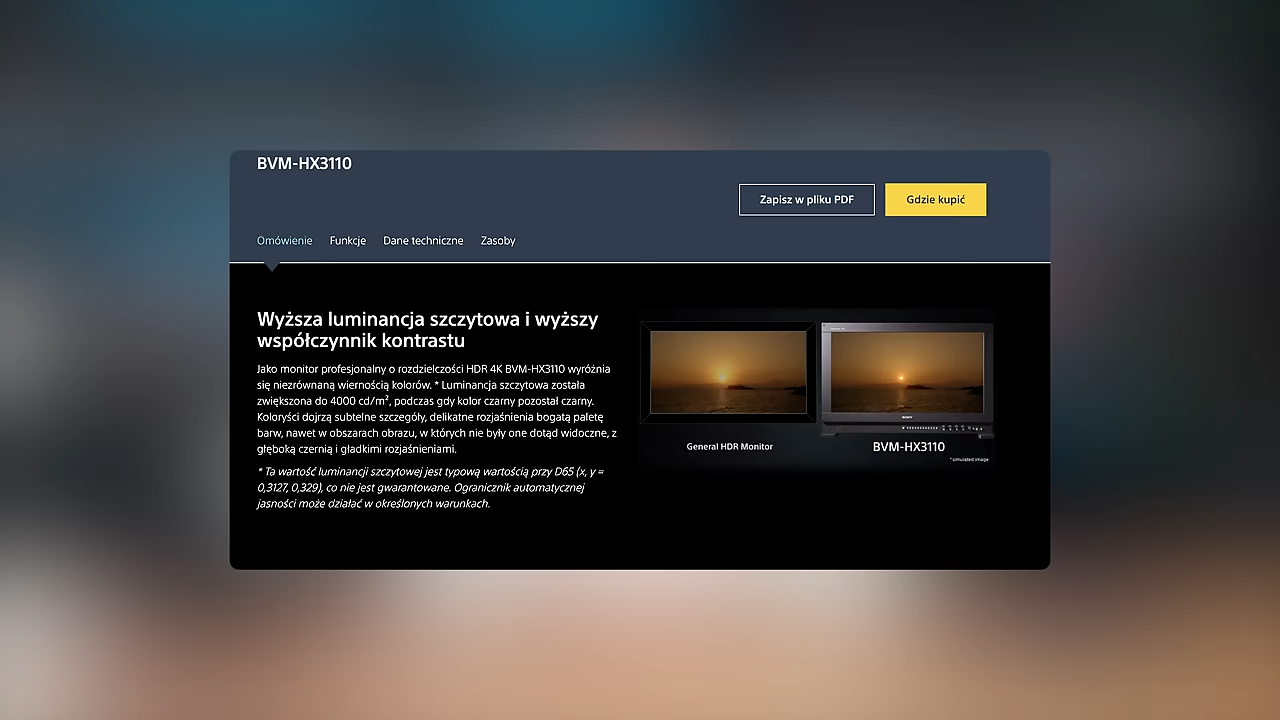 BVM-HX3110
Zapisz w pliku PDF
Gdzie kupić
Omówienie Funkcje Dane techniczne Zasoby
Wyższa luminancja szczytowa i wyższy
współczynnik kontrastu
Jako monitor profesjonalny o rozdzielczości HDR 4K BVM-HX3110 wyróżnia
się niezrównaną wiernością kolorów. * Luminancja szczytowa została
zwiększona do 4000 cd/m², podczas gdy kolor czarny pozostał czarny.
Koloryści dojrzą subtelne szczegóły, delikatne rozjaśnienia bogatą paletę
barw, nawet w obszarach obrazu, w których nie były one dotąd widoczne, z
głęboką czernią i gładkimi rozjaśnieniami.
* Ta wartość luminancji szczytowej jest typową wartością przy D65 (x, y =
0,3127, 0,329), co nie jest gwarantowane. Ogranicznik automatycznej
jasności może działać w określonych warunkach.
SONY
General HDR Monitor
BVM-HX3110
* simulated image